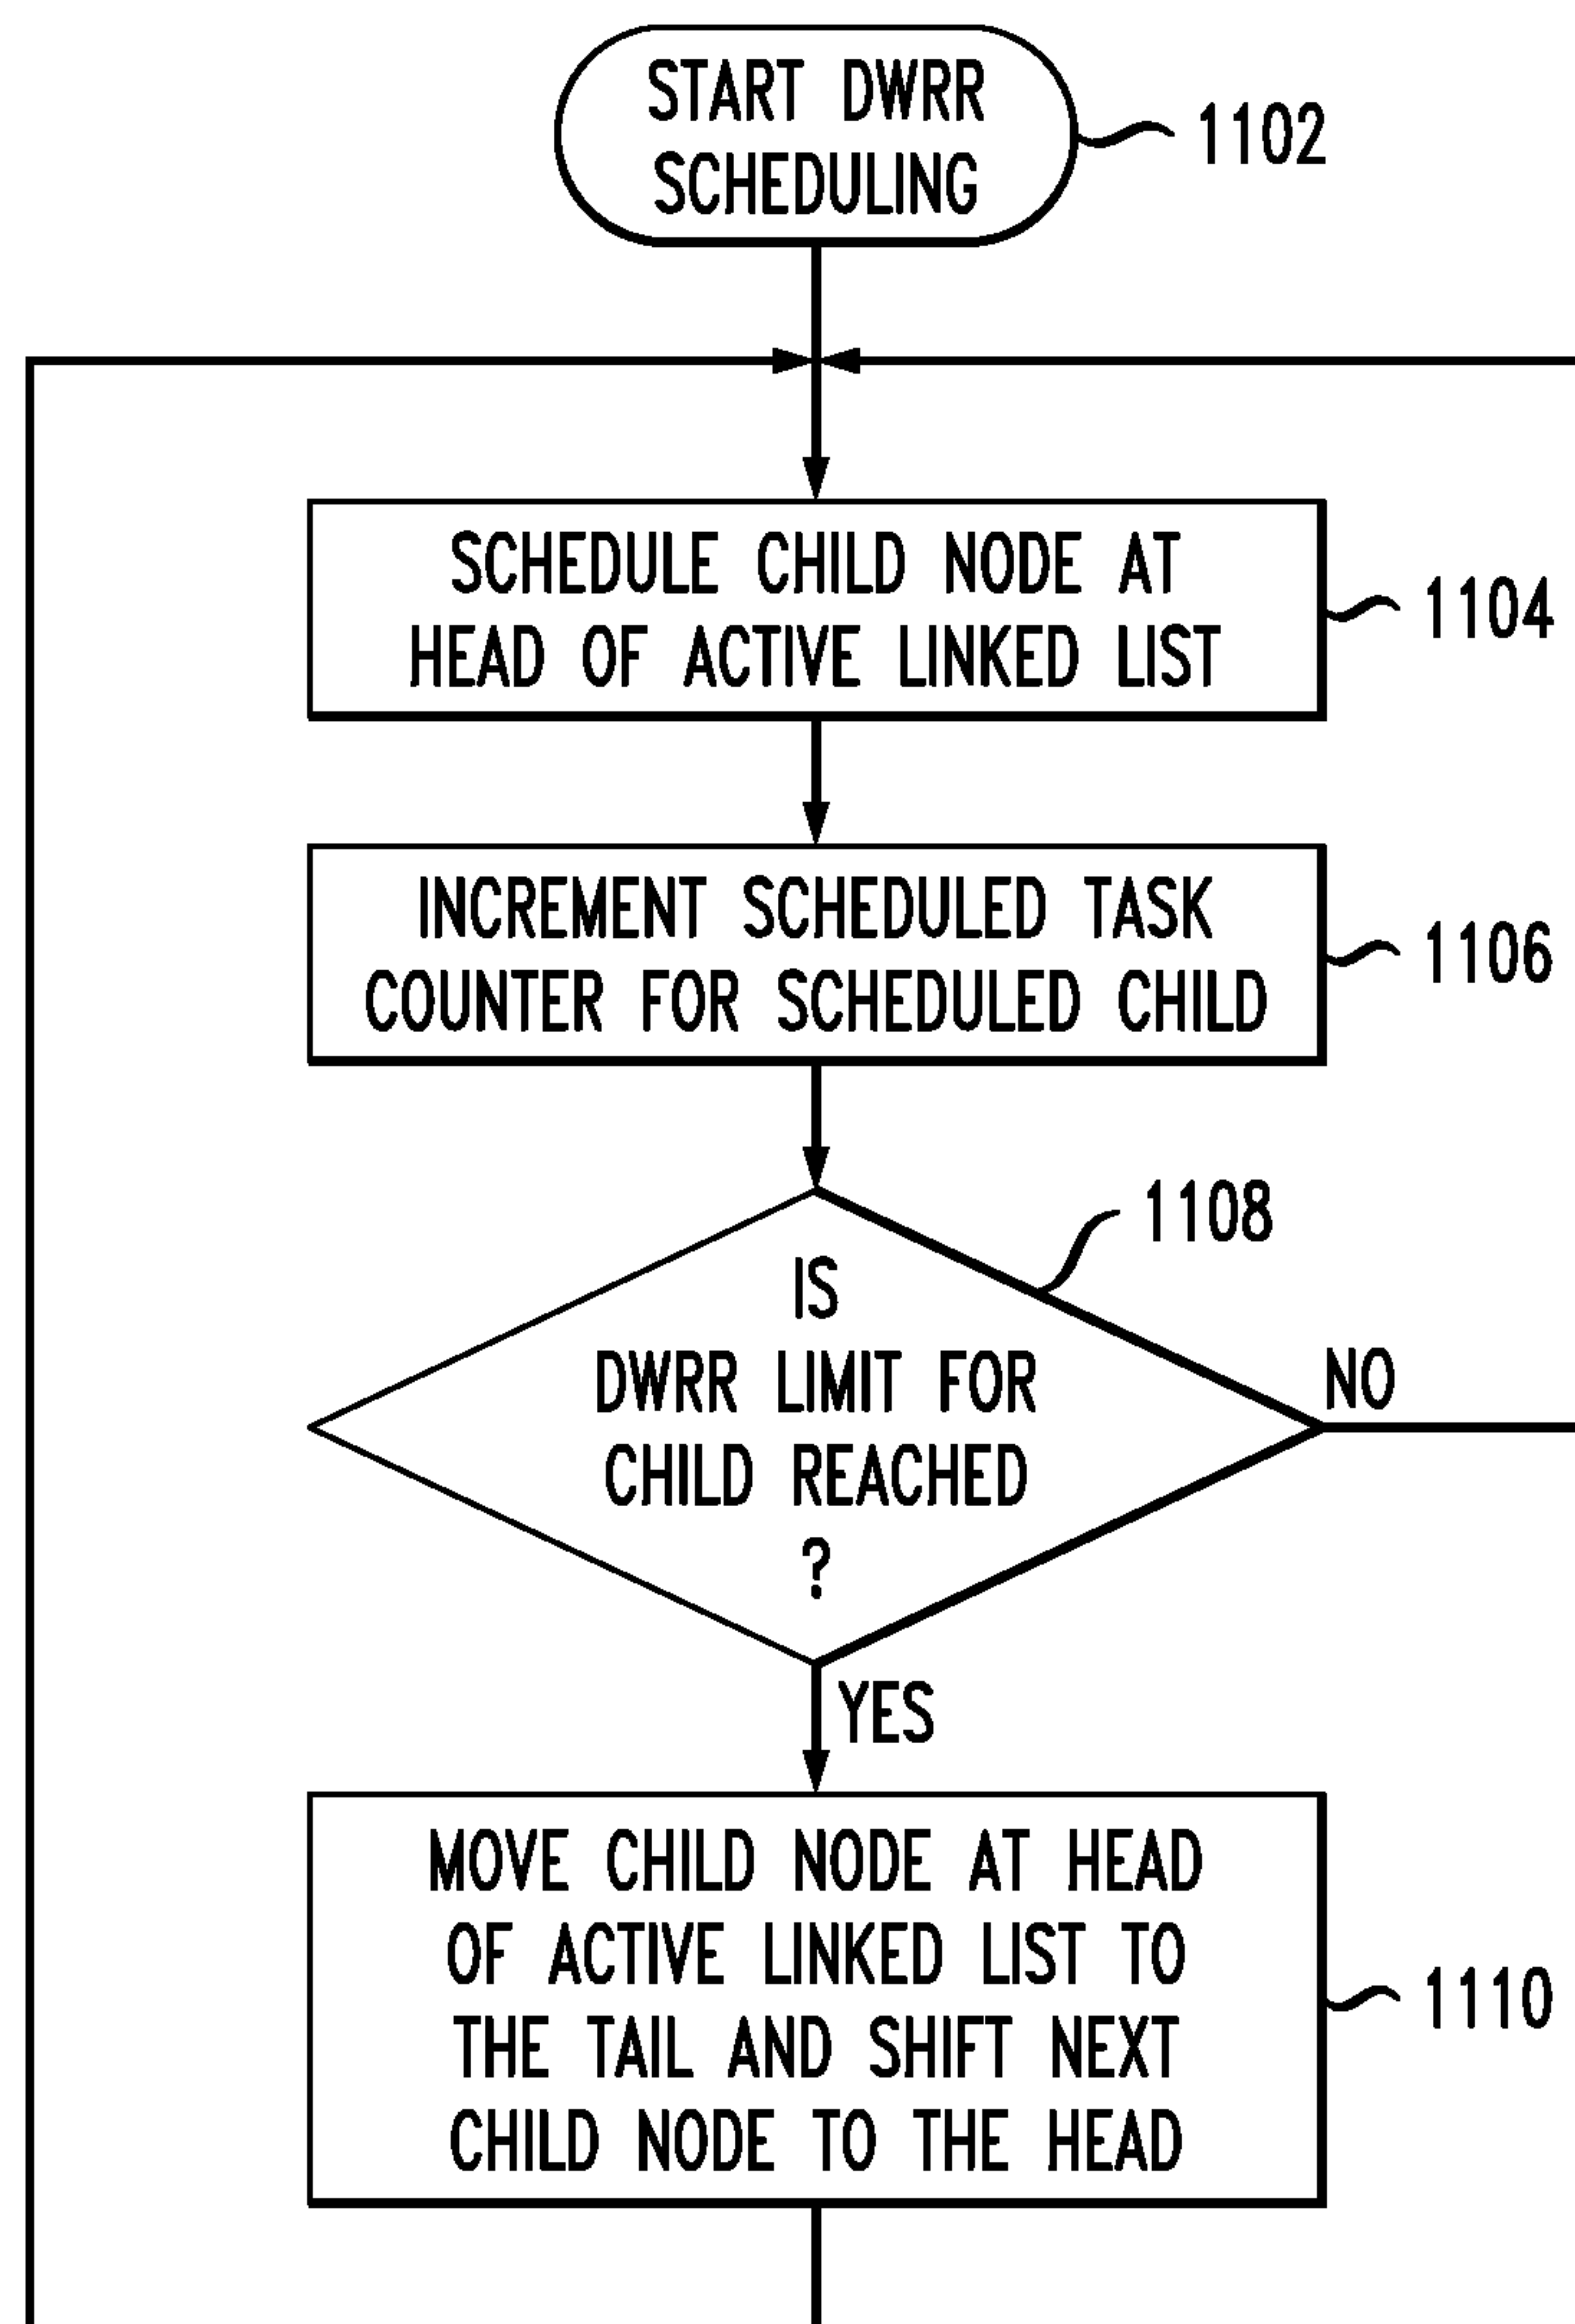 START DWRR
SCHEDULING
1102
SCHEDULE CHILD NODE AT
HEAD OF ACTIVE LINKED LIST
1104
INCREMENT SCHEDULED TASK
COUNTER FOR SCHEDULED CHILD
1106
1108
IS
DWRR LIMIT FOR
CHILD REACHED
?
NO
YES
MOVE CHILD NODE AT HEAD
OF ACTIVE LINKED LIST TO
THE TAIL AND SHIFT NEXT
CHILD NODE TO THE HEAD
1110